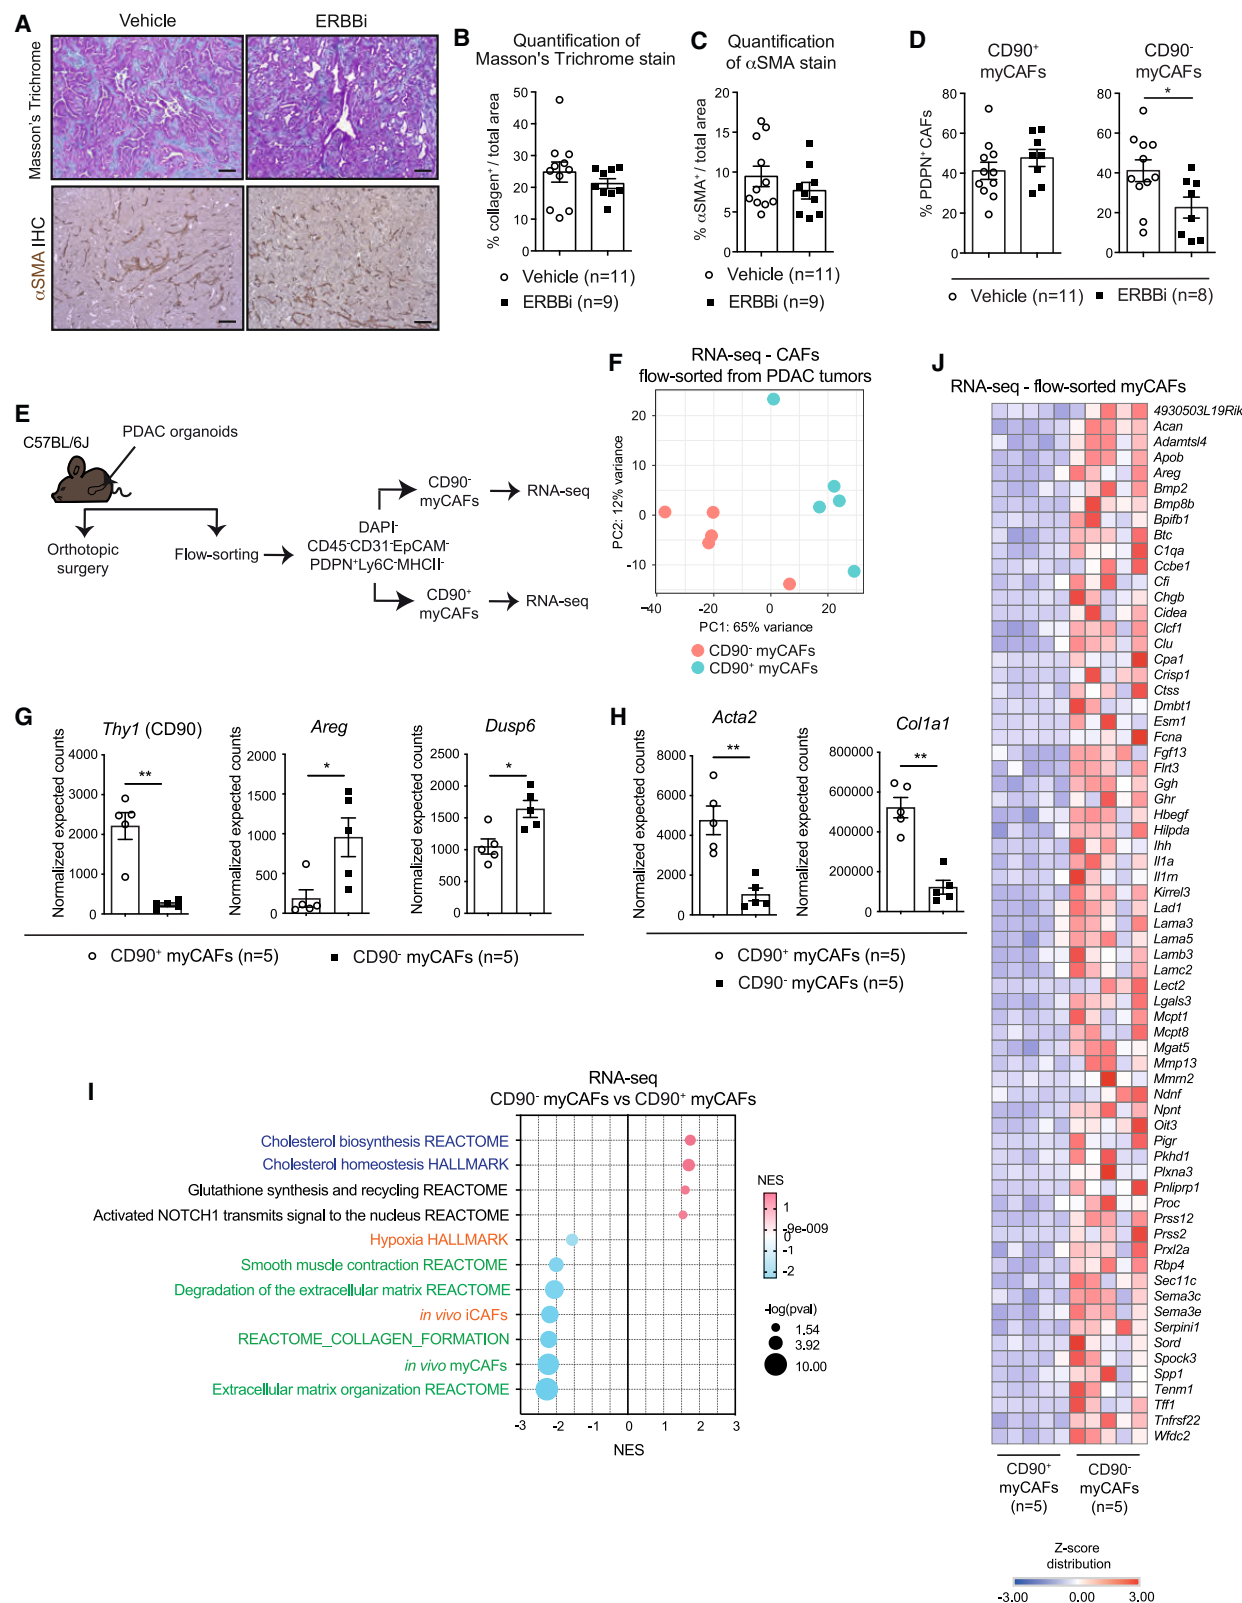 A
Vehicle
ERBBi
Masson's Trichrome
αSMA IHC
B
Quantification of
Masson's Trichrome stain
% collagen⁺ / total area
50
40
30
20
10
0
Vehicle (n=11)
ERBBi (n=9)
C
Quantification
of αSMA stain
% αSMA⁺ / total area
20
15
10
5
0
Vehicle (n=11)
ERBBi (n=9)
D
CD90⁺
myCAFs
% PDPN⁺ CAFs
80
60
40
20
0
CD90⁻
myCAFs
*
80
60
40
20
0
Vehicle (n=11)
ERBBi (n=8)
E
C57BL/6J
PDAC organoids
Orthotopic
surgery
Flow-sorting
DAPI⁻
CD45⁻CD31⁻EpCAM⁻
PDPN⁺Ly6C⁻MHCII⁻
CD90⁻
myCAFs
RNA-seq
CD90⁺
myCAFs
RNA-seq
F
RNA-seq - CAFs
flow-sorted from PDAC tumors
PC2: 12% variance
20
10
0
-10
−40
-20
0
20
PC1: 65% variance
CD90⁻ myCAFs
CD90⁺ myCAFs
G
Thy1 (CD90)
Normalized expected counts
4000
3000
2000
1000
0
**
Areg
Normalized expected counts
2000
1500
1000
500
0
*
Dusp6
Normalized expected counts
2500
2000
1500
1000
500
0
*
CD90⁺ myCAFs (n=5)
CD90⁻ myCAFs (n=5)
H
Acta2
Normalized expected counts
8000
6000
4000
2000
0
**
Col1a1
Normalized expected counts
800000
600000
400000
200000
0
**
CD90⁺ myCAFs (n=5)
CD90⁻ myCAFs (n=5)
I
RNA-seq
CD90⁻ myCAFs vs CD90⁺ myCAFs
Cholesterol biosynthesis REACTOME
Cholesterol homeostesis HALLMARK
Glutathione synthesis and recycling REACTOME
Activated NOTCH1 transmits signal to the nucleus REACTOME
Hypoxia HALLMARK
Smooth muscle contraction REACTOME
Degradation of the extracellular matrix REACTOME
in vivo iCAFs
REACTOME_COLLAGEN_FORMATION
in vivo myCAFs
Extracellular matrix organization REACTOME
-3
-2
-1
0
1
2
3
NES
NES
1
-9e-009
0
-1
-2
-log(pval)
1.54
3.92
10.00
J
RNA-seq - flow-sorted myCAFs
4930503L19Rik
Acan
Adamtsl4
Apob
Areg
Bmp2
Bmp8b
Bpifb1
Btc
C1qa
Ccbe1
Cfi
Chgb
Cidea
Clcf1
Clu
Cpa1
Crisp1
Ctss
Dmbt1
Esm1
Fcna
Fgf13
Flrt3
Ggh
Ghr
Hbegf
Hilpda
Ihh
Il1a
Il1rn
Kirrel3
Lad1
Lama3
Lama5
Lamb3
Lamc2
Lect2
Lgals3
Mcpt1
Mcpt8
Mgat5
Mmp13
Mmrn2
Ndnf
Npnt
Oit3
Pigr
Pkhd1
Plxna3
Pnliprp1
Proc
Prss12
Prss2
Prxl2a
Rbp4
Sec11c
Sema3c
Sema3e
Serpini1
Sord
Spock3
Spp1
Tenm1
Tff1
Tnfrsf22
Wfdc2
CD90⁺
myCAFs
(n=5)
CD90⁻
myCAFs
(n=5)
Z-score
distribution
-3.00
0.00
3.00